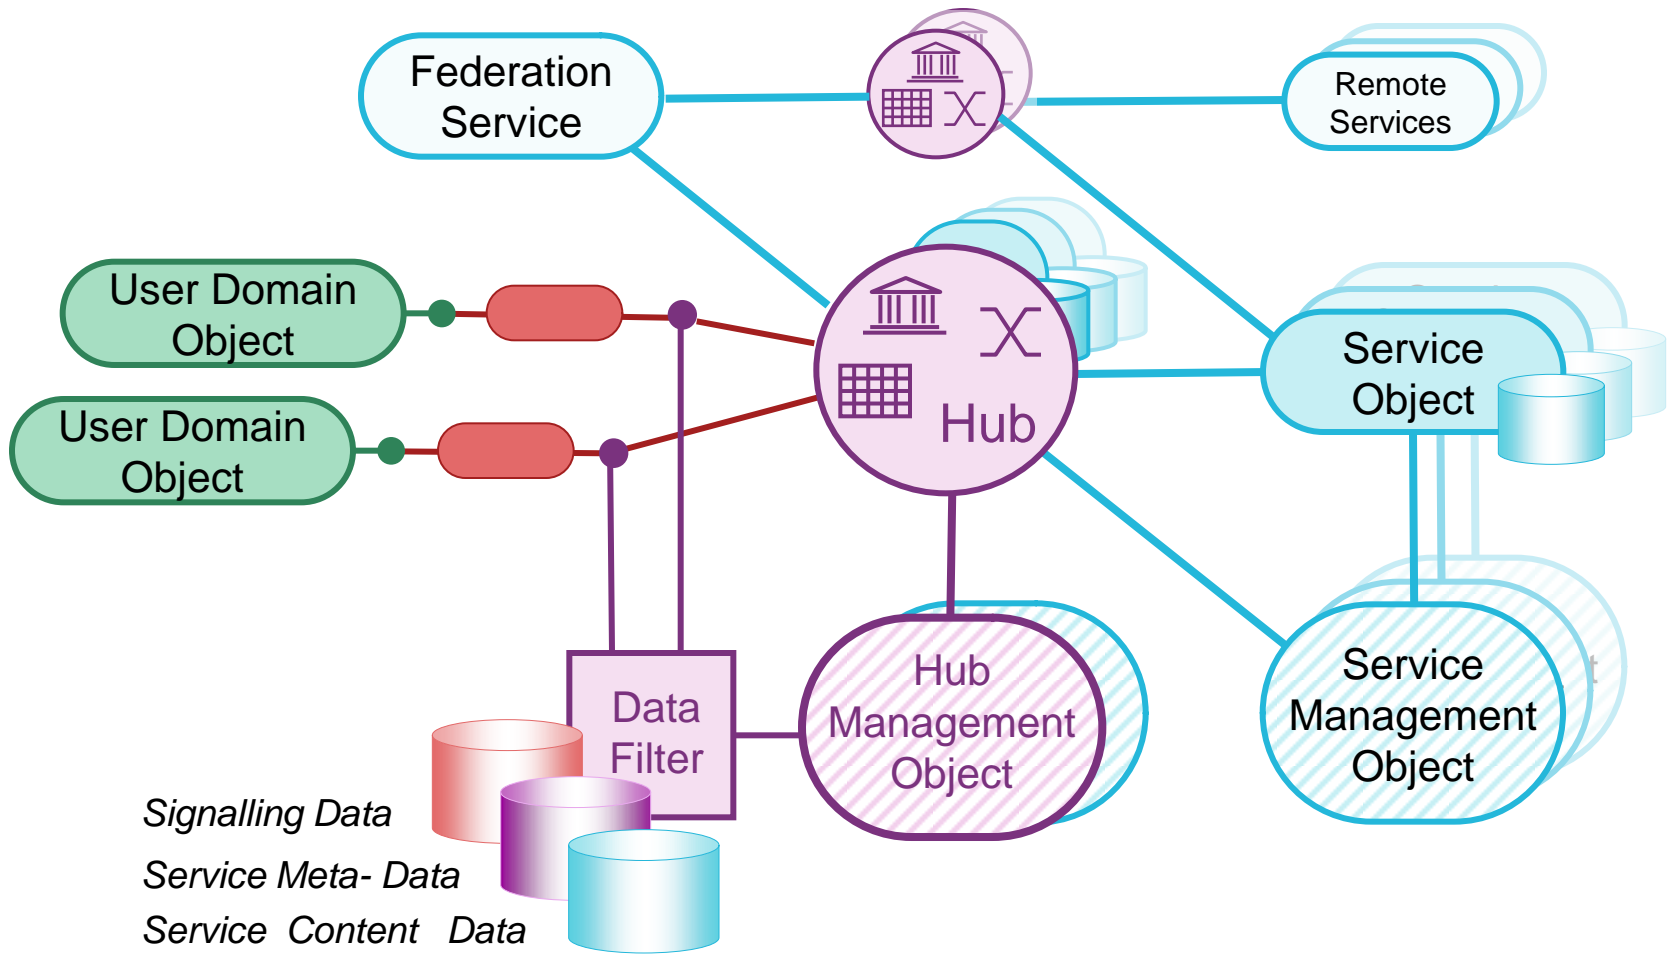 Federation
Service
Remote
Services
User Domain
Object
User Domain
Object
Hub
Service
Object
Data
Filter
Hub
Management
Object
Service
Management
Object
Signalling Data
Service Meta- Data
Service Content Data